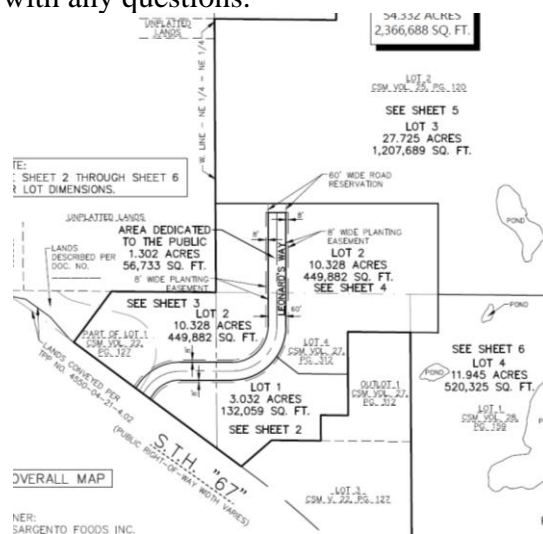 with any questions.
54.332 ACRES
2,366,688 SQ. FT.
UNPLATTED
LANDS
W. LINE - NE 1/4 - NE 1/4
LOT 2
CSM VOL. 25, PG. 120
SEE SHEET 5
LOT 3
27.725 ACRES
1,207,689 SQ. FT.
TE:
SHEET 2 THROUGH SHEET 6
LOT DIMENSIONS.
60' WIDE ROAD
RESERVATION
UNPLATTED LANDS
LANDS
DESCRIBED PER
DOC. NO.
AREA DEDICATED
TO THE PUBLIC
1.302 ACRES
56,733 SQ. FT.
8' WIDE PLANTING
EASEMENT
8'
8'
LEONARD'S WAY
60'
8' WIDE PLANTING
EASEMENT
LOT 2
10.328 ACRES
449,882 SQ. FT.
SEE SHEET 4
POND
POND
SEE SHEET 3
LOT 2
10.328 ACRES
449,882 SQ. FT.
PART OF LOT 1
CSM VOL. 22,
PG. 127
LOT 4
CSM VOL. 27,
PG. 312
SEE SHEET 6
LOT 4
11.945 ACRES
520,325 SQ. FT.
POND
LANDS CONVEYED PER
TPP NO. 4550-04-21-4.02
8'
8'
LOT 1
3.032 ACRES
132,059 SQ. FT.
SEE SHEET 2
OUTLOT 1
CSM VOL. 27,
PG. 312
LOT 1
CSM VOL. 28,
PG. 159
S.T.H. "67"
(PUBLIC RIGHT-OF-WAY WIDTH VARIES)
OVERALL MAP
LOT 3
CSM V. 22, PG. 127
NER:
SARGENTO FOODS INC.